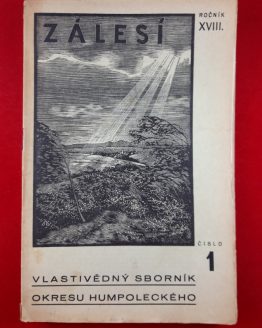 ZÁLESÍ
ROČNÍK
XVIII.
ČÍSLO
1
VLASTIVĚDNÝ SBORNÍK
OKRESU HUMPOLECKÉHO